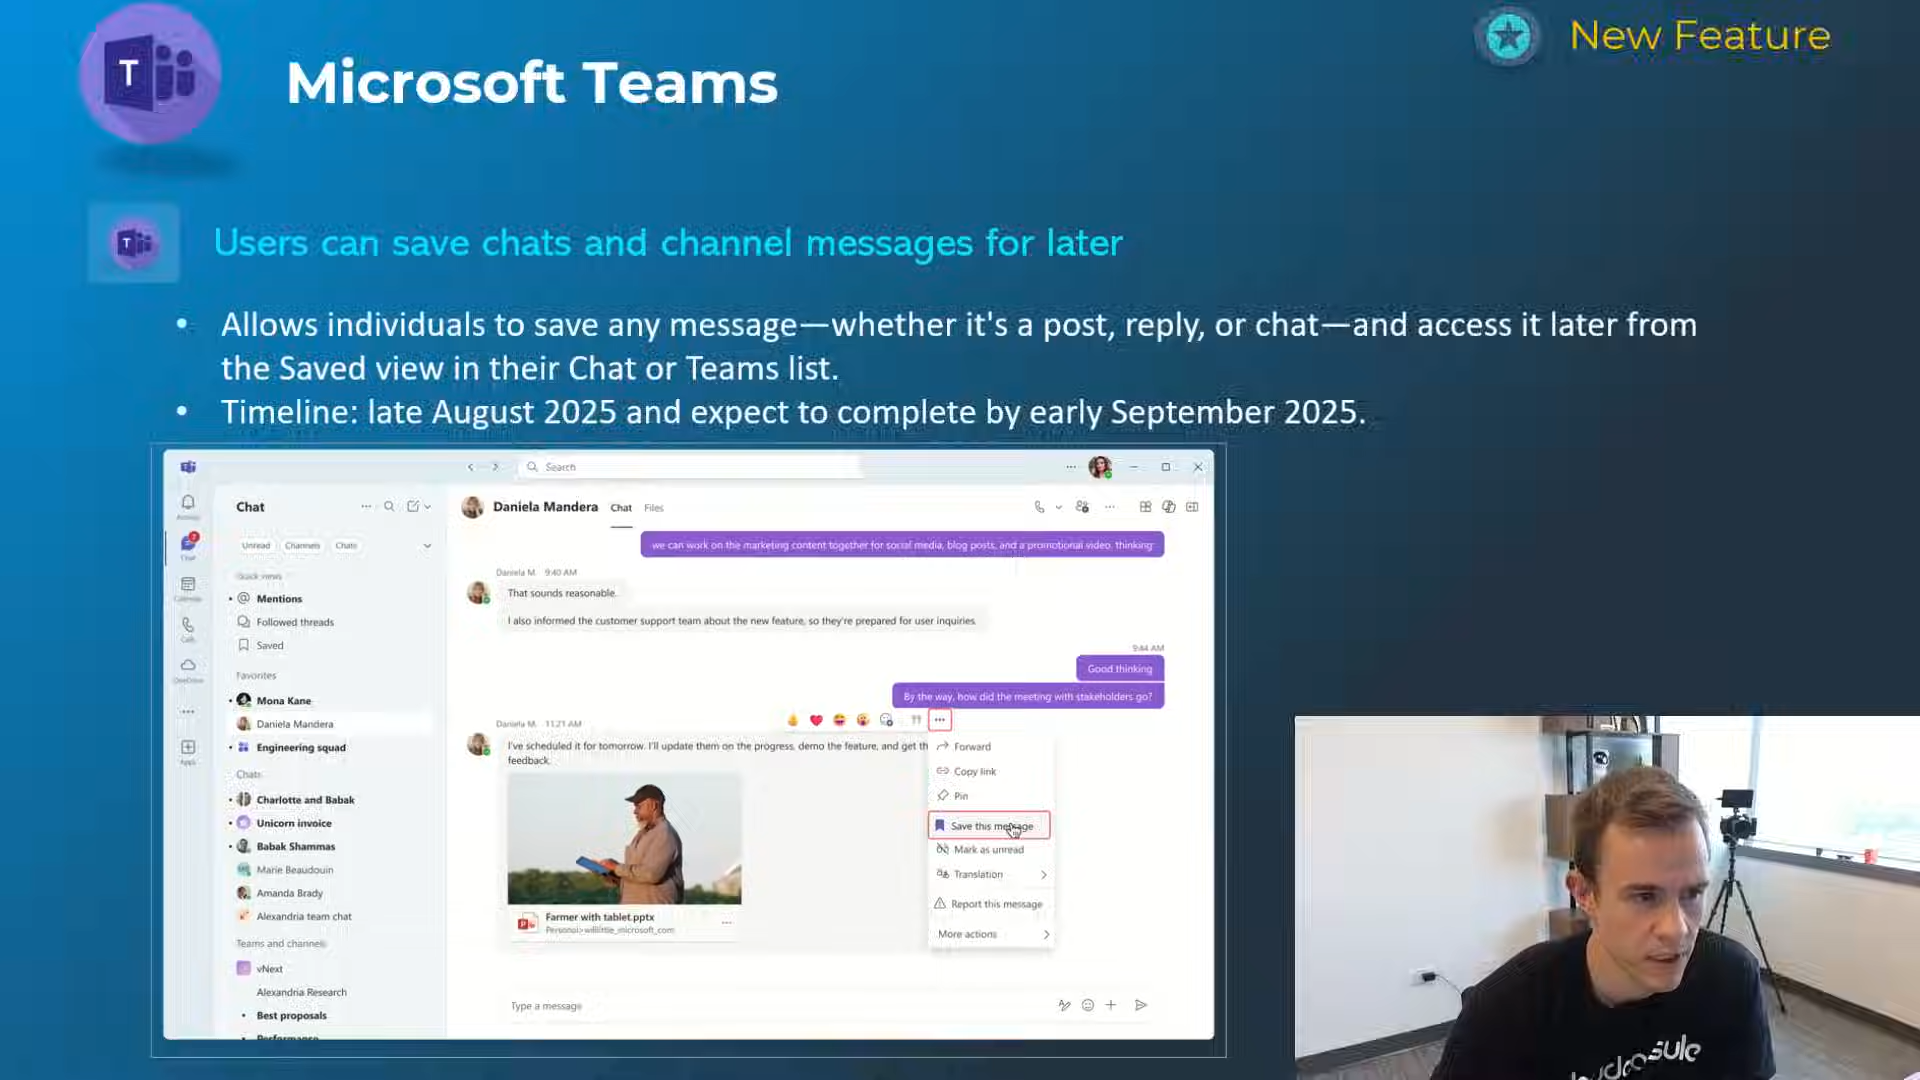 New Feature
Microsoft Teams
Users can save chats and channel messages for later
• Allows individuals to save any message—whether it's a post, reply, or chat—and access it later from
the Saved view in their Chat or Teams list.
• Timeline: late August 2025 and expect to complete by early September 2025.
Search
Chat
Unread
Channels
Chats
Quick views
Mentions
Followed threads
Saved
Favorites
Mona Kane
Daniela Mandera
Engineering squad
Chats
Charlotte and Babak
Unicorn invoice
Babak Shammas
Marie Beaudouin
Amanda Brady
Alexandria team chat
Teams and channels
vNext
Alexandria Research
Best proposals
Performance
Activity
Chat
Calendar
Calls
OneDrive
Apps
Daniela Mandera
Chat
Files
we can work on the marketing content together for social media, blog posts, and a promotional video. thinking
Daniela M. 9:40 AM
That sounds reasonable.
I also informed the customer support team about the new feature, so they're prepared for user inquiries.
9:44 AM
Good thinking
By the way, how did the meeting with stakeholders go?
Daniela M. 11:21 AM
I've scheduled it for tomorrow. I'll update them on the progress, demo the feature, and get th
feedback.
Farmer with tablet.pptx
Forward
Copy link
Pin
Save this message
Mark as unread
Translation
Report this message
More actions
Type a message